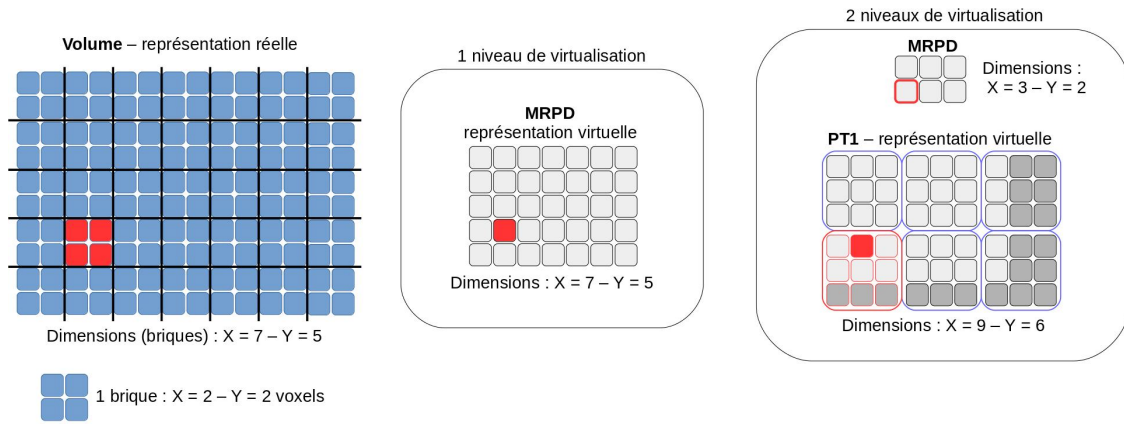 Volume – représentation réelle
Dimensions (briques) : X = 7 – Y = 5
1 brique : X = 2 – Y = 2 voxels
1 niveau de virtualisation
MRPD
représentation virtuelle
Dimensions : X = 7 – Y = 5
2 niveaux de virtualisation
MRPD
Dimensions :
X = 3 – Y = 2
PT1 – représentation virtuelle
Dimensions : X = 9 – Y = 6